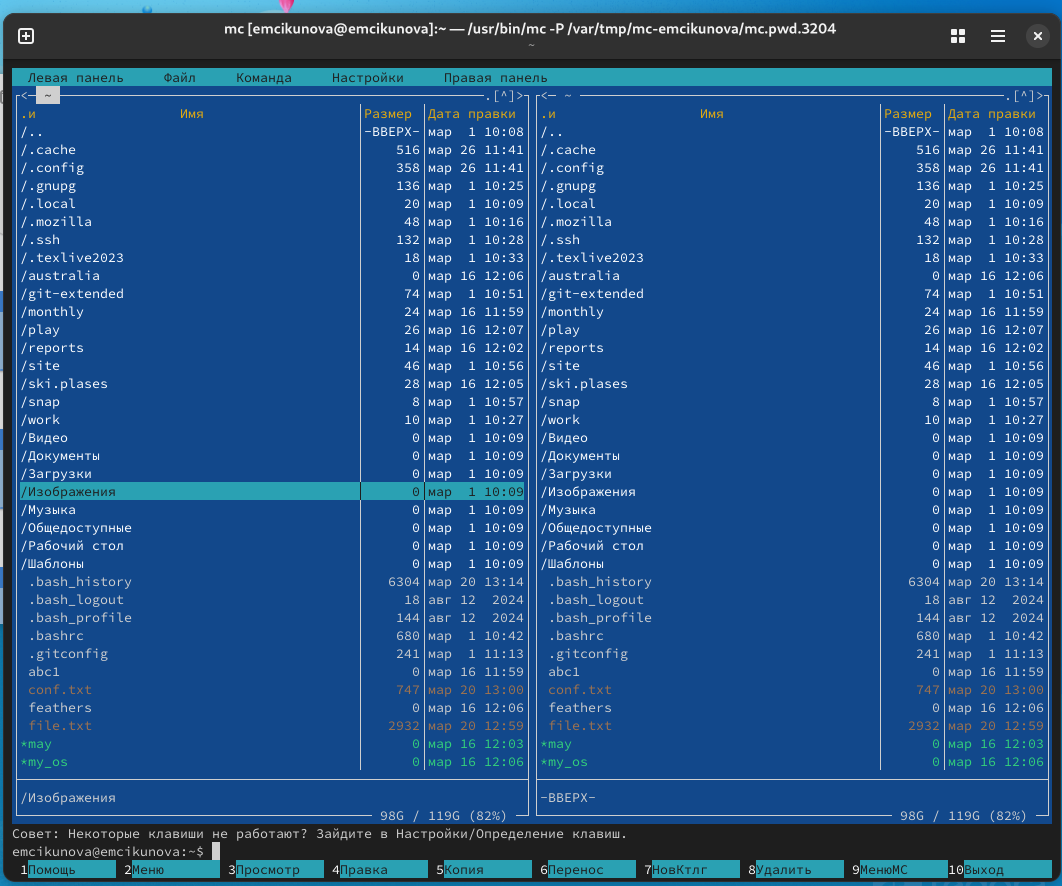 mc [emcikunova@emcikunova]:~ — /usr/bin/mc -P /var/tmp/mc-emcikunova/mc.pwd.3204
~
Левая панель Файл Команда Настройки Правая панель
<─ ~ ─.[^]>┐ <─ ~ ─.[^]>┐
.и Имя Размер Дата правки .и Имя Размер Дата правки
/.. -ВВЕРХ- мар 1 10:08 /.. -ВВЕРХ- мар 1 10:08
/.cache 516 мар 26 11:41 /.cache 516 мар 26 11:41
/.config 358 мар 26 11:41 /.config 358 мар 26 11:41
/.gnupg 136 мар 1 10:25 /.gnupg 136 мар 1 10:25
/.local 20 мар 1 10:09 /.local 20 мар 1 10:09
/.mozilla 48 мар 1 10:16 /.mozilla 48 мар 1 10:16
/.ssh 132 мар 1 10:28 /.ssh 132 мар 1 10:28
/.texlive2023 18 мар 1 10:33 /.texlive2023 18 мар 1 10:33
/australia 0 мар 16 12:06 /australia 0 мар 16 12:06
/git-extended 74 мар 1 10:51 /git-extended 74 мар 1 10:51
/monthly 24 мар 16 11:59 /monthly 24 мар 16 11:59
/play 26 мар 16 12:07 /play 26 мар 16 12:07
/reports 14 мар 16 12:02 /reports 14 мар 16 12:02
/site 46 мар 1 10:56 /site 46 мар 1 10:56
/ski.plases 28 мар 16 12:05 /ski.plases 28 мар 16 12:05
/snap 8 мар 1 10:57 /snap 8 мар 1 10:57
/work 10 мар 1 10:27 /work 10 мар 1 10:27
/Видео 0 мар 1 10:09 /Видео 0 мар 1 10:09
/Документы 0 мар 1 10:09 /Документы 0 мар 1 10:09
/Загрузки 0 мар 1 10:09 /Загрузки 0 мар 1 10:09
/Изображения 0 мар 1 10:09 /Изображения 0 мар 1 10:09
/Музыка 0 мар 1 10:09 /Музыка 0 мар 1 10:09
/Общедоступные 0 мар 1 10:09 /Общедоступные 0 мар 1 10:09
/Рабочий стол 0 мар 1 10:09 /Рабочий стол 0 мар 1 10:09
/Шаблоны 0 мар 1 10:09 /Шаблоны 0 мар 1 10:09
.bash_history 6304 мар 20 13:14 .bash_history 6304 мар 20 13:14
.bash_logout 18 авг 12 2024 .bash_logout 18 авг 12 2024
.bash_profile 144 авг 12 2024 .bash_profile 144 авг 12 2024
.bashrc 680 мар 1 10:42 .bashrc 680 мар 1 10:42
.gitconfig 241 мар 1 11:13 .gitconfig 241 мар 1 11:13
abc1 0 мар 16 11:59 abc1 0 мар 16 11:59
conf.txt 747 мар 20 13:00 conf.txt 747 мар 20 13:00
feathers 0 мар 16 12:06 feathers 0 мар 16 12:06
file.txt 2932 мар 20 12:59 file.txt 2932 мар 20 12:59
*may 0 мар 16 12:03 *may 0 мар 16 12:03
*my_os 0 мар 16 12:06 *my_os 0 мар 16 12:06
/Изображения -ВВЕРХ-
98G / 119G (82%) 98G / 119G (82%)
Совет: Некоторые клавиши не работают? Зайдите в Настройки/Определение клавиш.
emcikunova@emcikunova:~$
1Помощь 2Меню 3Просмотр 4Правка 5Копия 6Перенос 7НовКтлг 8Удалить 9МенюМС 10Выход